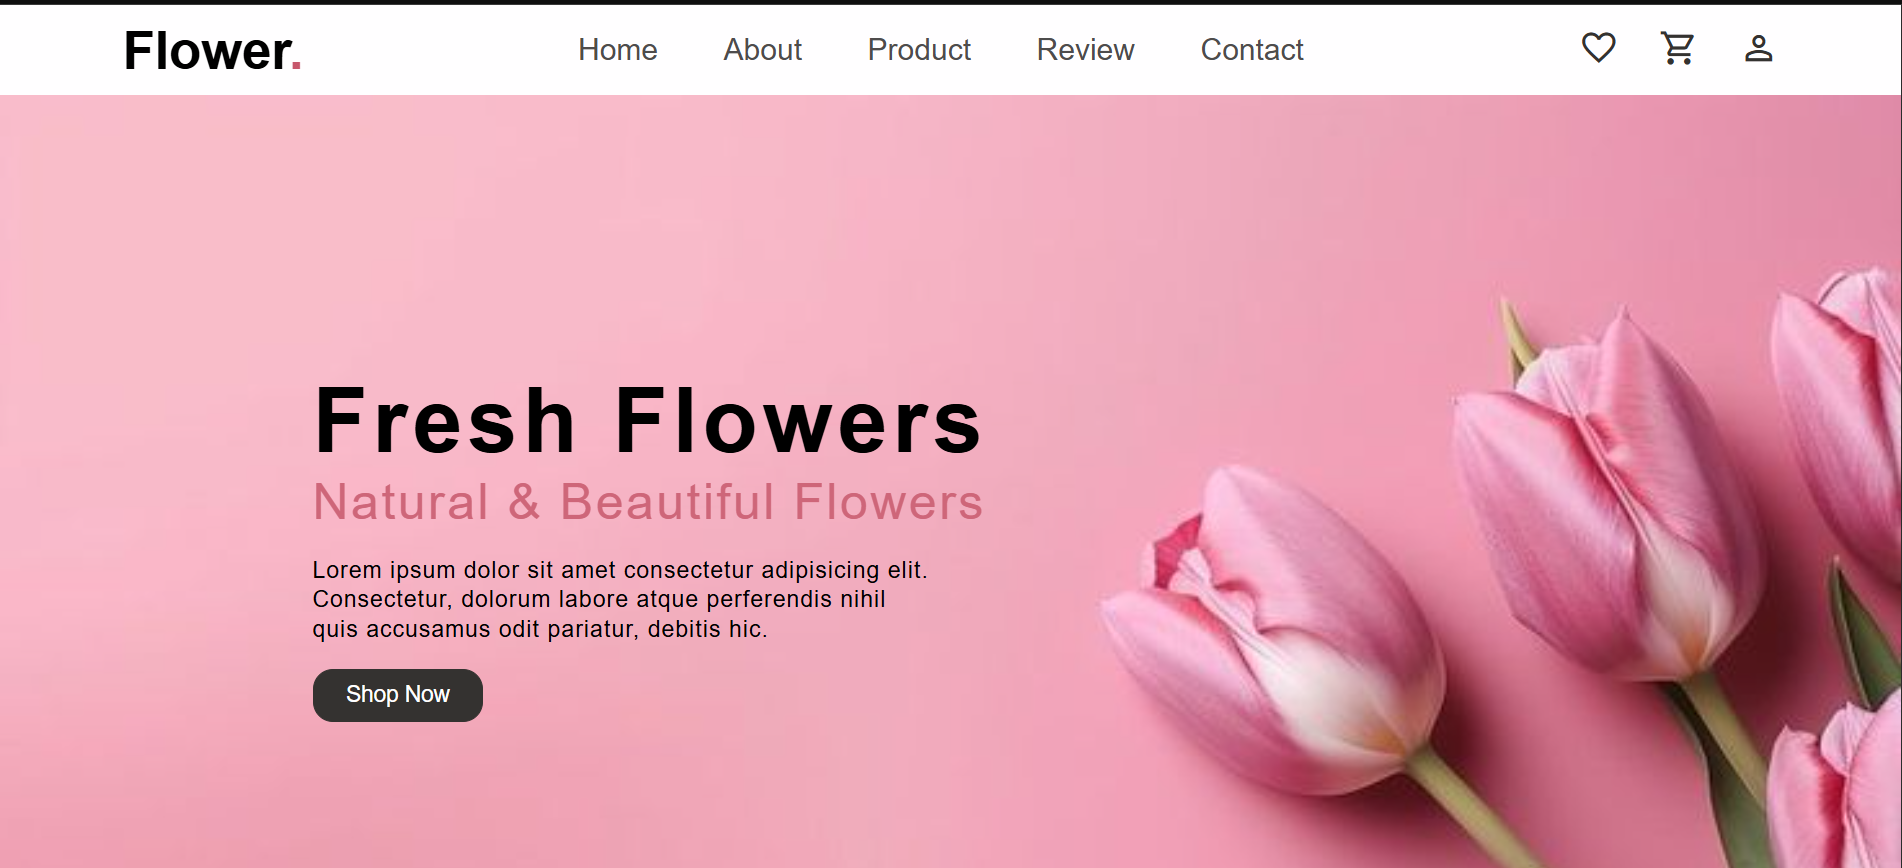 Flower.
Home About Product Review Contact
Fresh Flowers
Natural & Beautiful Flowers
Lorem ipsum dolor sit amet consectetur adipisicing elit.
Consectetur, dolorum labore atque perferendis nihil
quis accusamus odit pariatur, debitis hic.
Shop Now